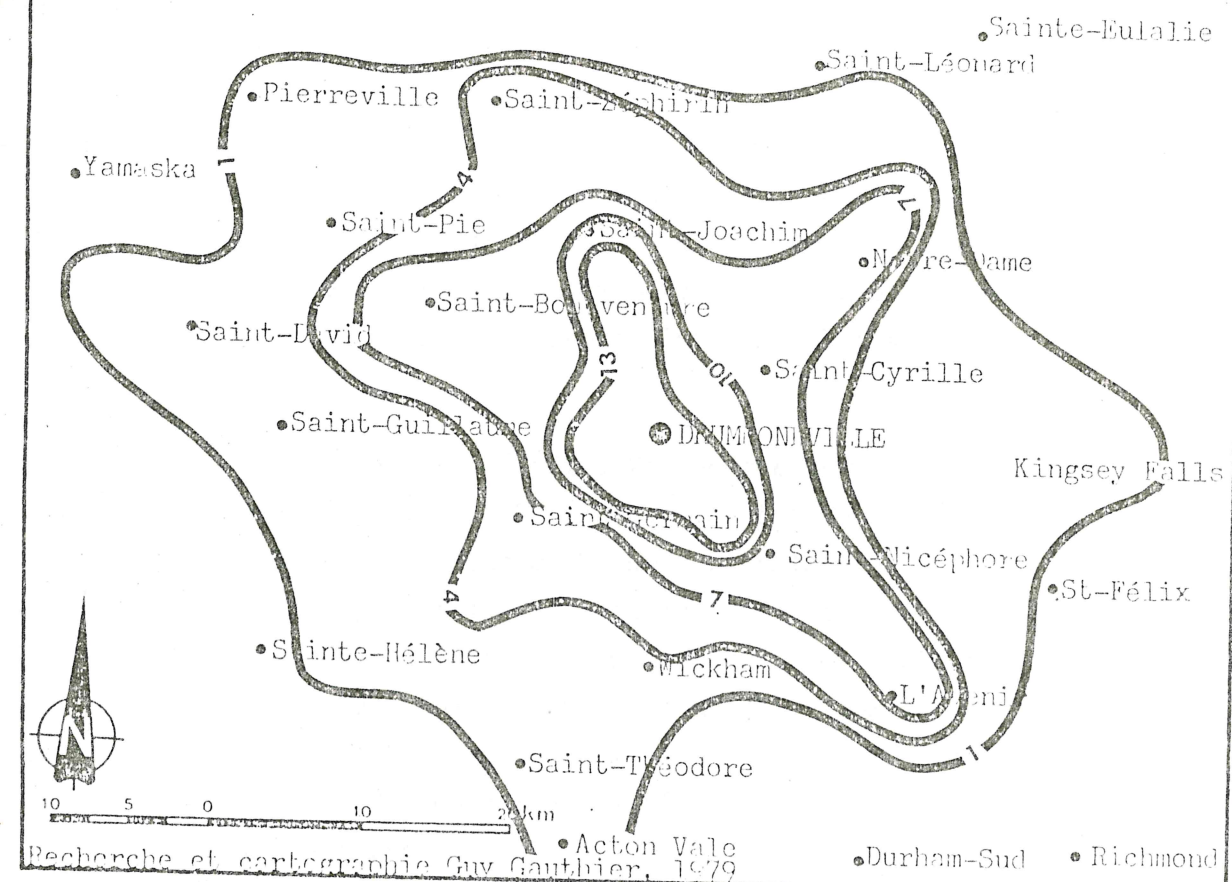 Sainte-Eulalie
Saint-Léonard
Pierreville
Saint-Zéphirin
Yamaska
1
4
Saint-Pie
Saint-Joachim
7
Notre-Dame
Saint-Bonaventure
Saint-David
13
10
Saint-Cyrille
Saint-Guillaume
DRUMMONDVILLE
Kingsey Falls
Saint-Germain
Saint-Nicéphore
St-Félix
4
7
Sainte-Hélène
Wickham
L'Avenir
N
1
Saint-Théodore
10 5 0 10 20 km
Acton Vale
Durham-Sud
Richmond
Recherche et cartographie Guy Gauthier, 1979